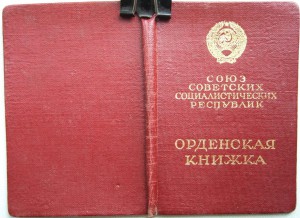 СОЮЗ
СОВЕТСКИХ
СОЦИАЛИСТИЧЕСКИХ
РЕСПУБЛИК
ОРДЕНСКАЯ
КНИЖКА